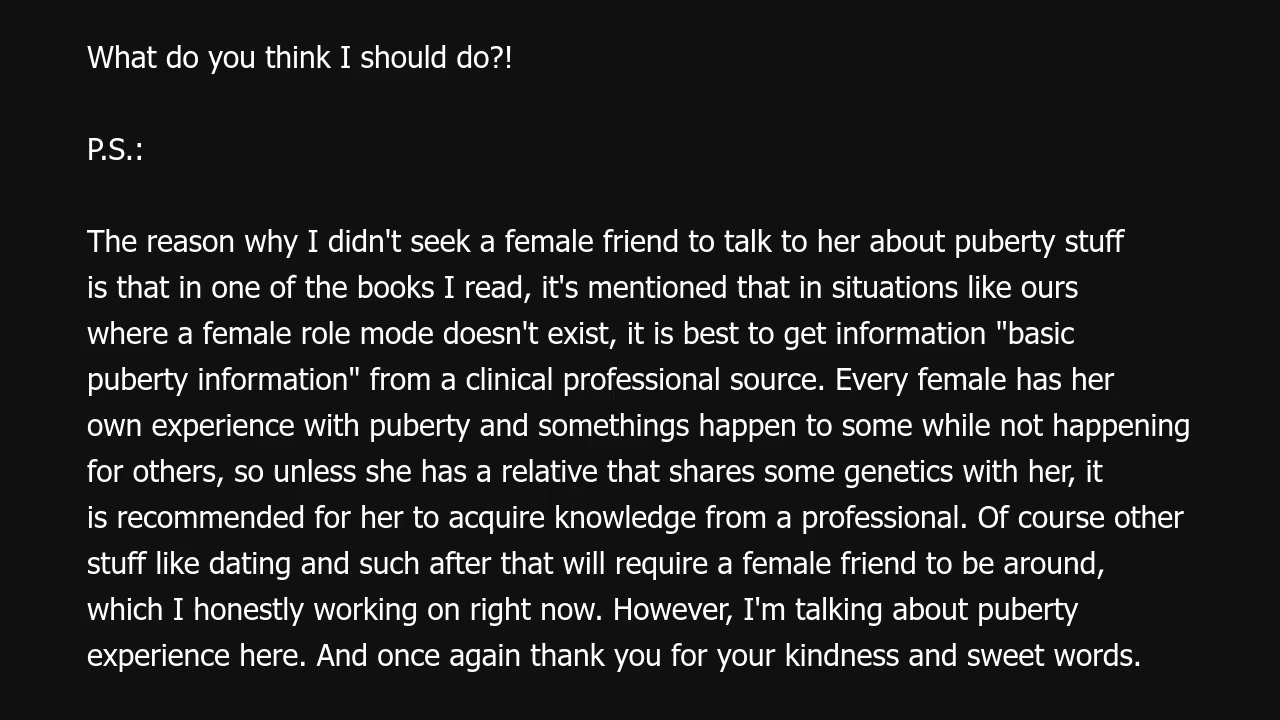 What do you think I should do?!
P.S.:
The reason why I didn't seek a female friend to talk to her about puberty stuff
is that in one of the books I read, it's mentioned that in situations like ours
where a female role mode doesn't exist, it is best to get information "basic
puberty information" from a clinical professional source. Every female has her
own experience with puberty and somethings happen to some while not happening
for others, so unless she has a relative that shares some genetics with her, it
is recommended for her to acquire knowledge from a professional. Of course other
stuff like dating and such after that will require a female friend to be around,
which I honestly working on right now. However, I'm talking about puberty
experience here. And once again thank you for your kindness and sweet words.